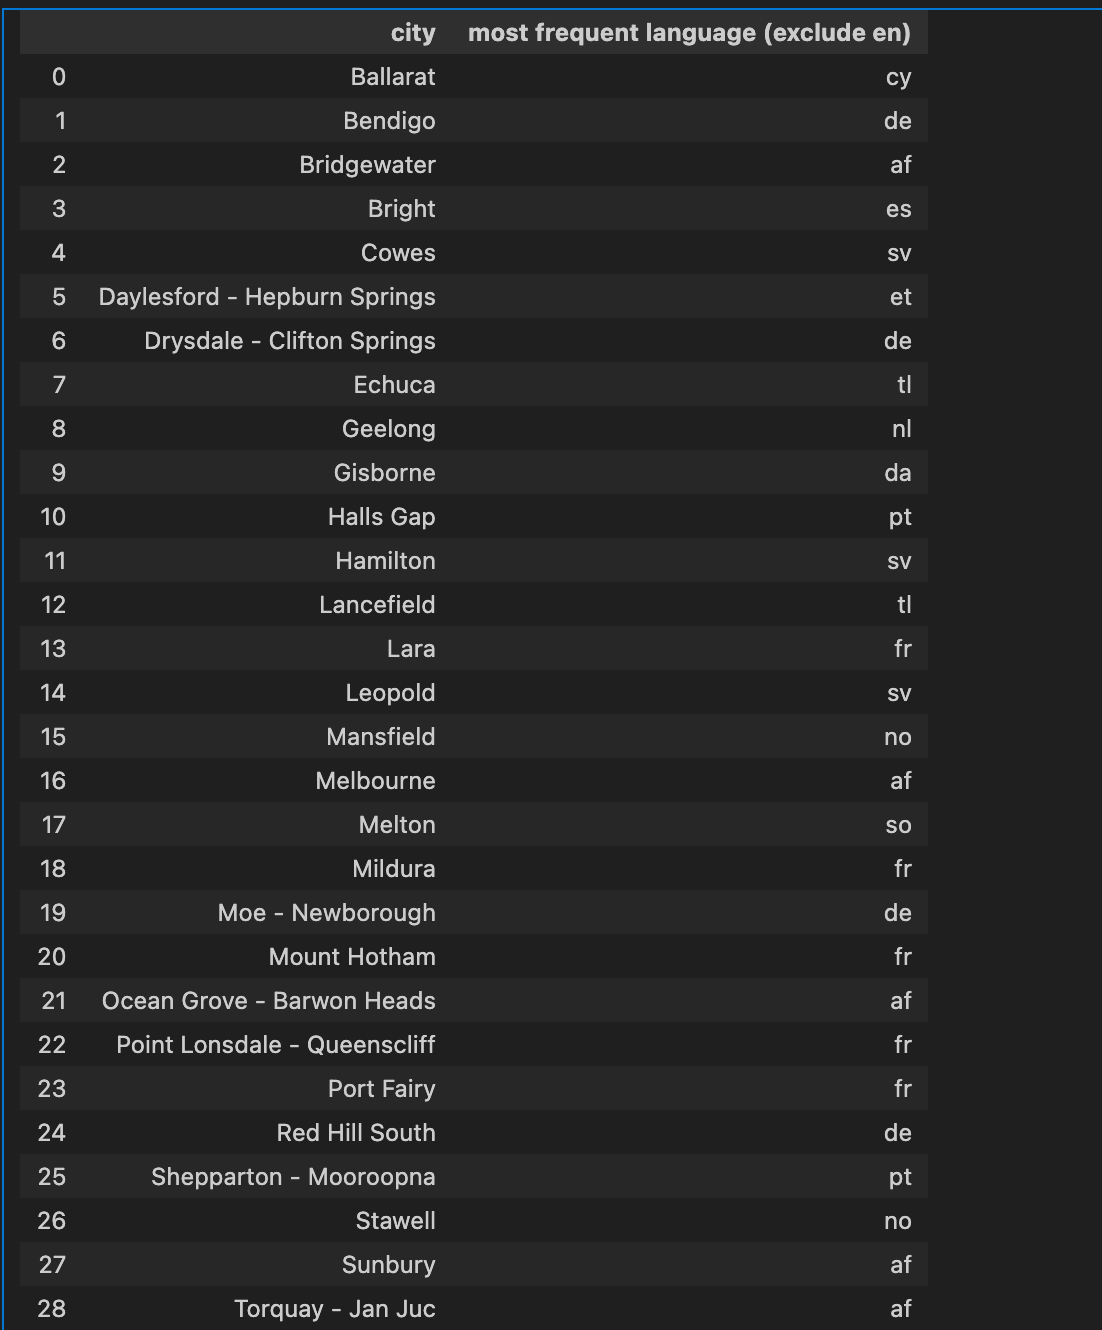 city most frequent language (exclude en)
0 Ballarat cy
1 Bendigo de
2 Bridgewater af
3 Bright es
4 Cowes sv
5 Daylesford - Hepburn Springs et
6 Drysdale - Clifton Springs de
7 Echuca tl
8 Geelong nl
9 Gisborne da
10 Halls Gap pt
11 Hamilton sv
12 Lancefield tl
13 Lara fr
14 Leopold sv
15 Mansfield no
16 Melbourne af
17 Melton so
18 Mildura fr
19 Moe - Newborough de
20 Mount Hotham fr
21 Ocean Grove - Barwon Heads af
22 Point Lonsdale - Queenscliff fr
23 Port Fairy fr
24 Red Hill South de
25 Shepparton - Mooroopna pt
26 Stawell no
27 Sunbury af
28 Torquay - Jan Juc af